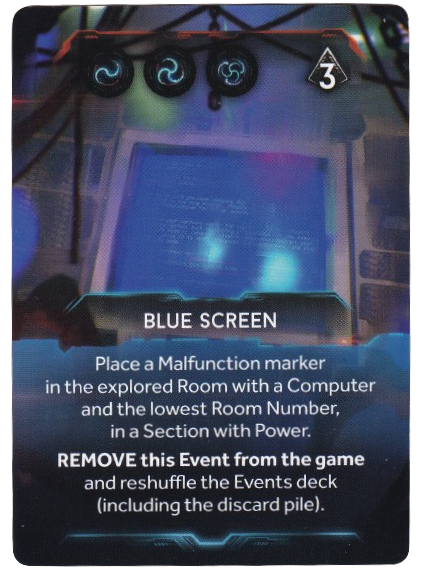 3
BLUE SCREEN
Place a Malfunction marker
in the explored Room with a Computer
and the lowest Room Number,
in a Section with Power.
REMOVE this Event from the game
and reshuffle the Events deck
(including the discard pile).